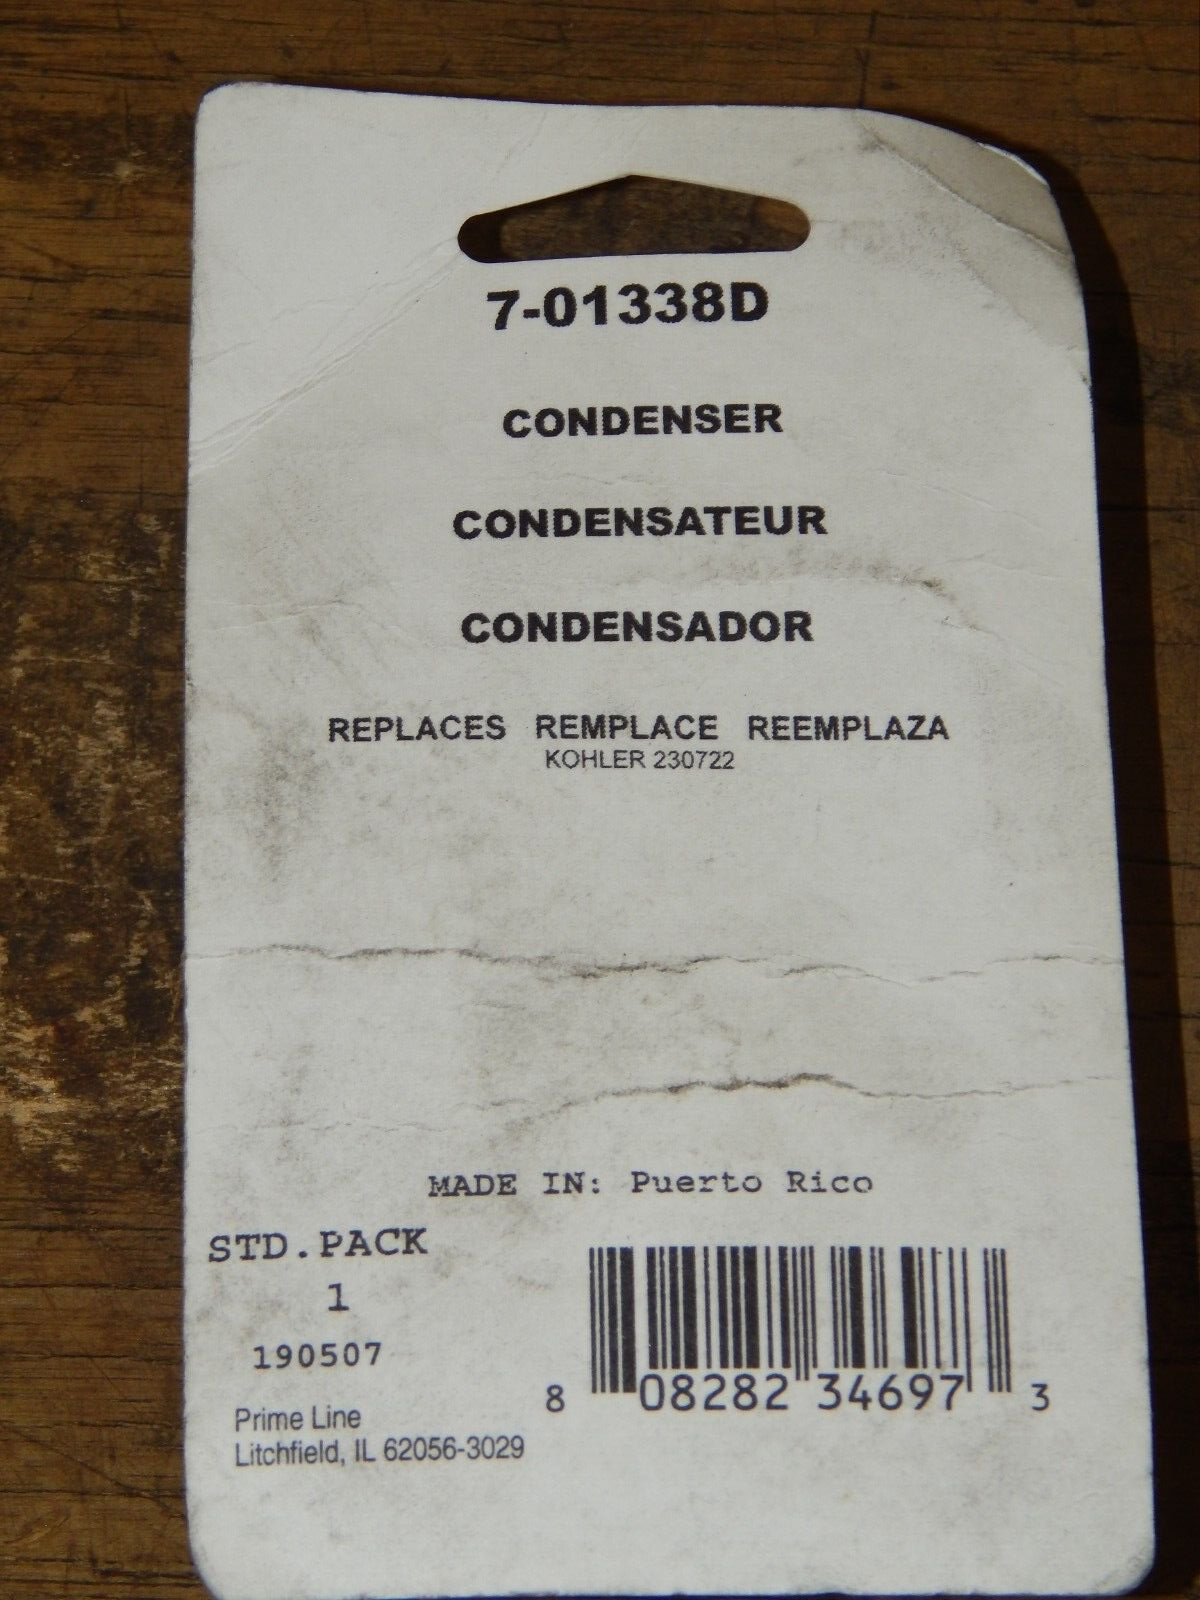 7-01338D
CONDENSER
CONDENSATEUR
CONDENSADOR
REPLACES REMPLACE REEMPLAZA
KOHLER 230722
MADE IN: Puerto Rico
STD.PACK
1
190507
Prime Line
Litchfield, IL 62056-3029
8 08282 34697 3